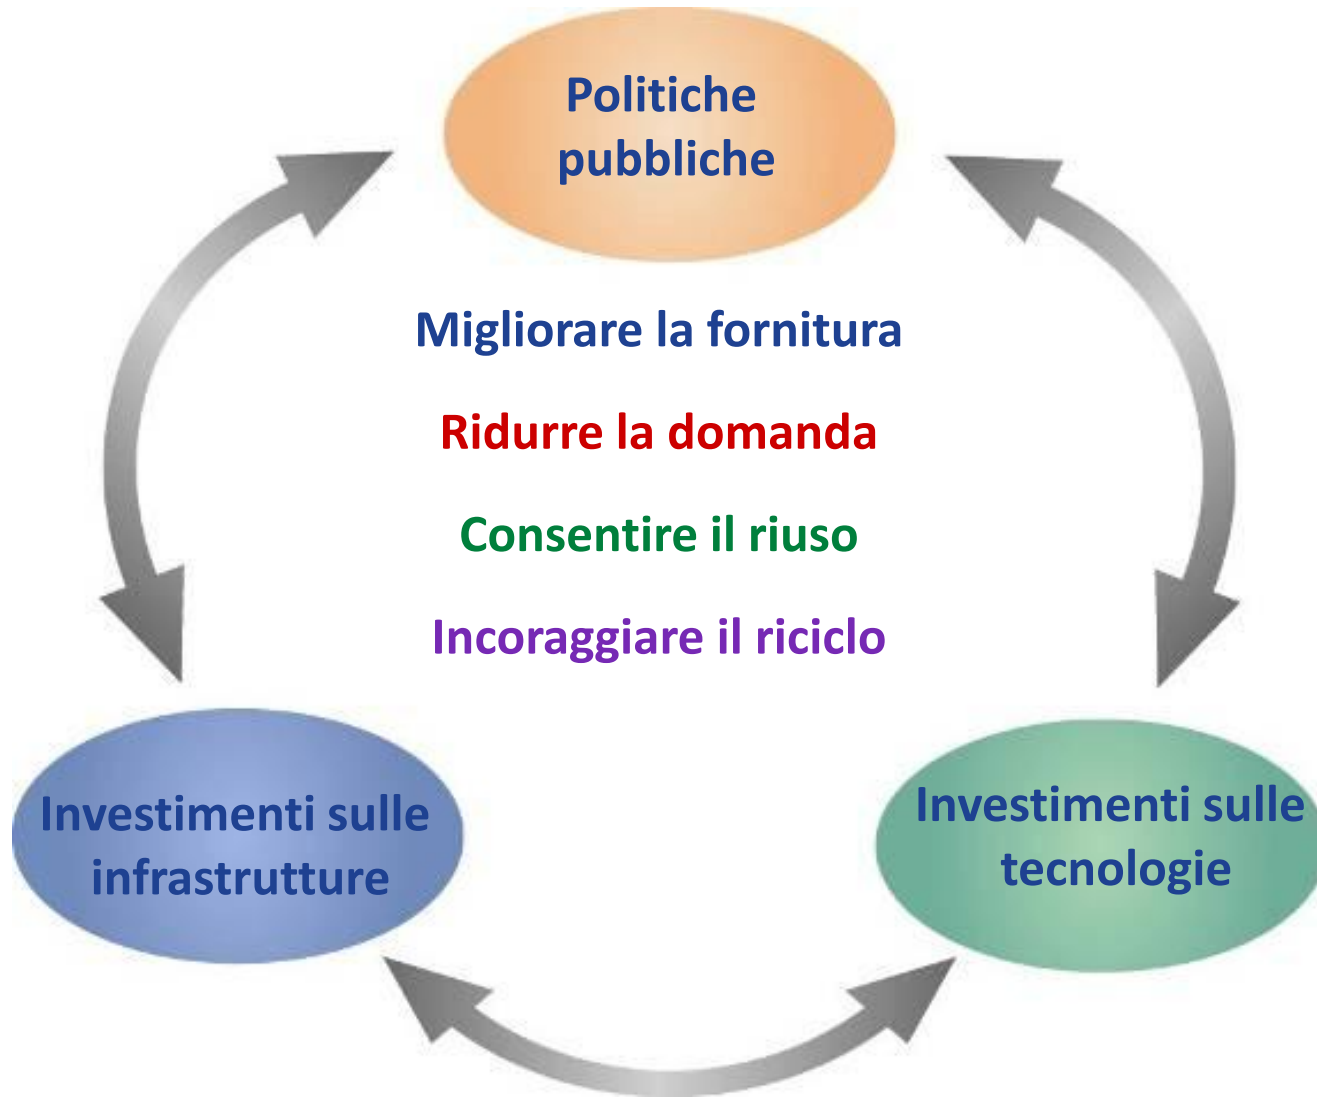 Politiche
pubbliche
Migliorare la fornitura
Ridurre la domanda
Consentire il riuso
Incoraggiare il riciclo
Investimenti sulle
infrastrutture
Investimenti sulle
tecnologie